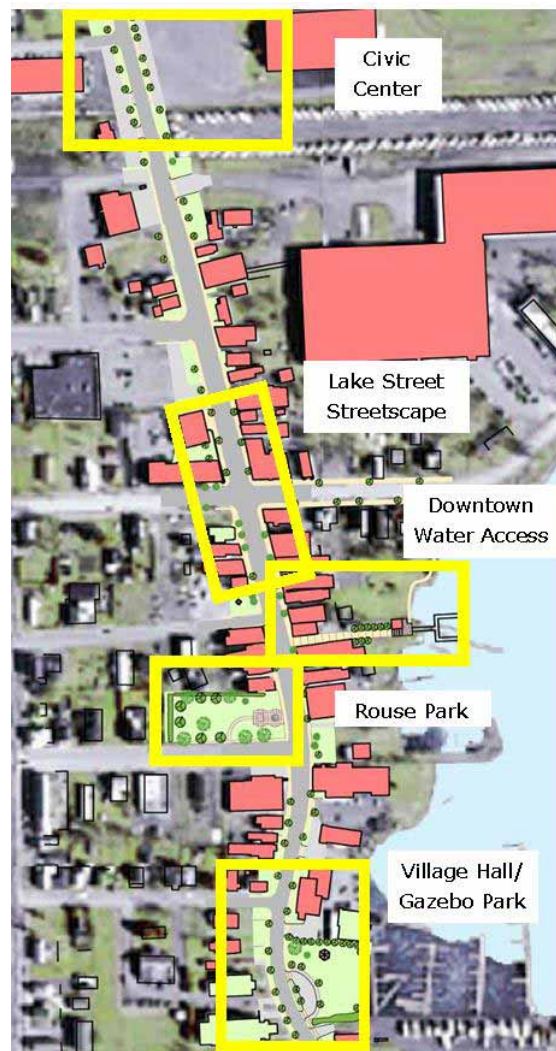 Civic
Center
Lake Street
Streetscape
Downtown
Water Access
Rouse Park
Village Hall/
Gazebo Park